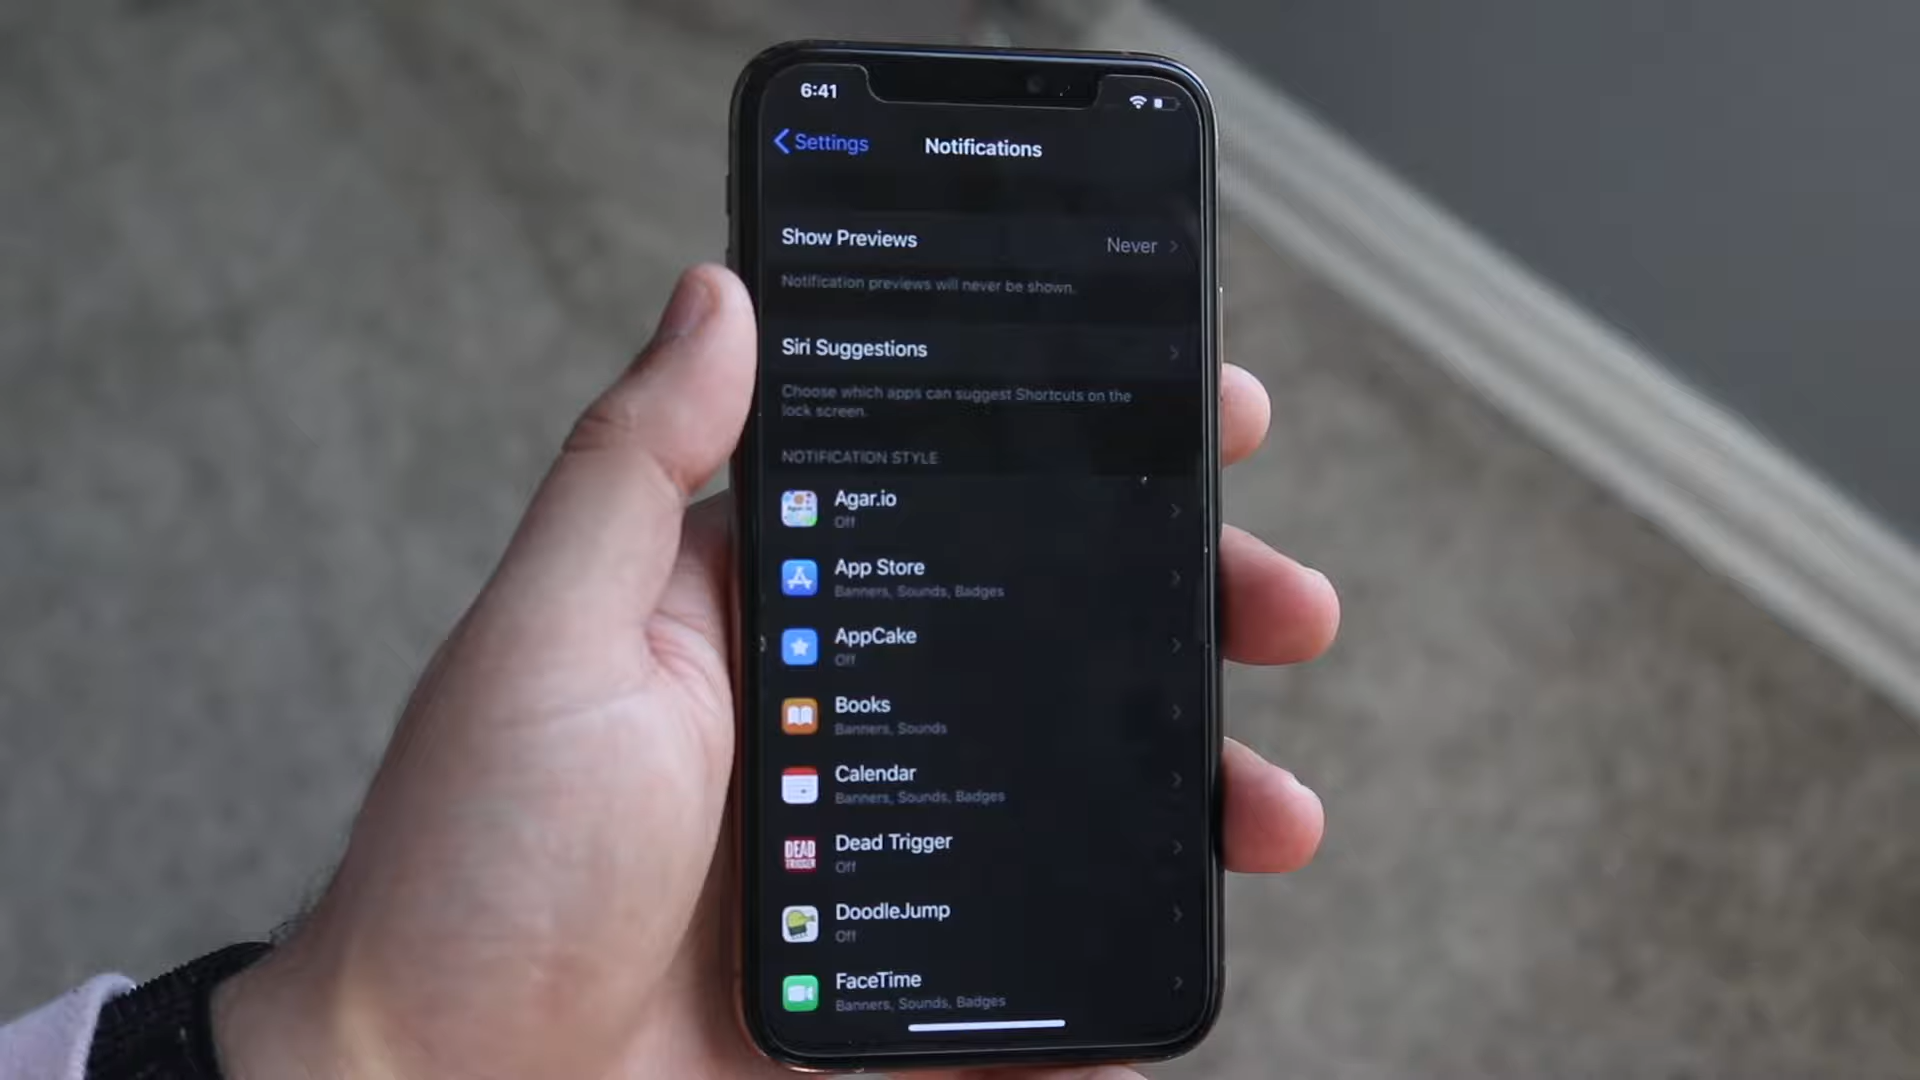 6:41
Settings
Notifications
Show Previews
Never
Notification previews will never be shown.
Siri Suggestions
Choose which apps can suggest Shortcuts on the
lock screen.
NOTIFICATION STYLE
Agar.io
Off
App Store
Banners, Sounds, Badges
AppCake
Off
Books
Banners, Sounds
Calendar
Banners, Sounds, Badges
DEAD
Dead Trigger
Off
DoodleJump
Off
FaceTime
Banners, Sounds, Badges